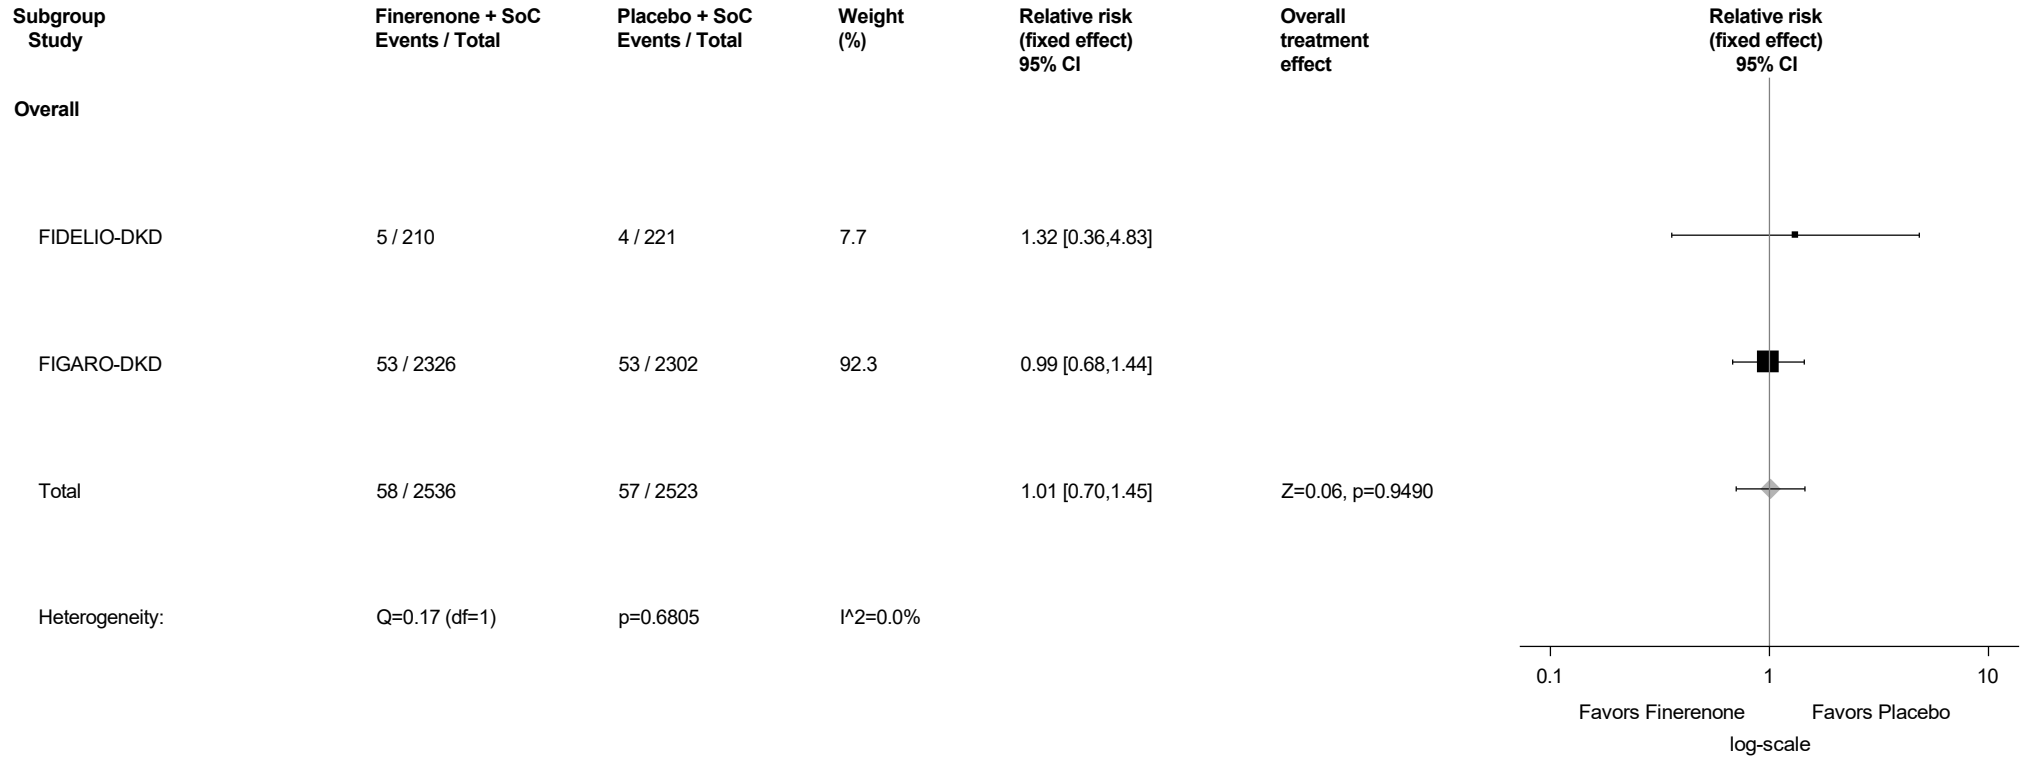 Subgroup Finerenone + SoC Placebo + SoC Weight Relative risk Overall Relative risk
Study Events / Total Events / Total (%) (fixed effect) treatment (fixed effect)
95% CI effect 95% CI
Overall
FIDELIO-DKD 5 / 210 4 / 221 7.7 1.32 [0.36,4.83]
FIGARO-DKD 53 / 2326 53 / 2302 92.3 0.99 [0.68,1.44]
Total 58 / 2536 57 / 2523 1.01 [0.70,1.45] Z=0.06, p=0.9490
Heterogeneity: Q=0.17 (df=1) p=0.6805 I^2=0.0%
0.1 1 10
Favors Finerenone Favors Placebo
log-scale